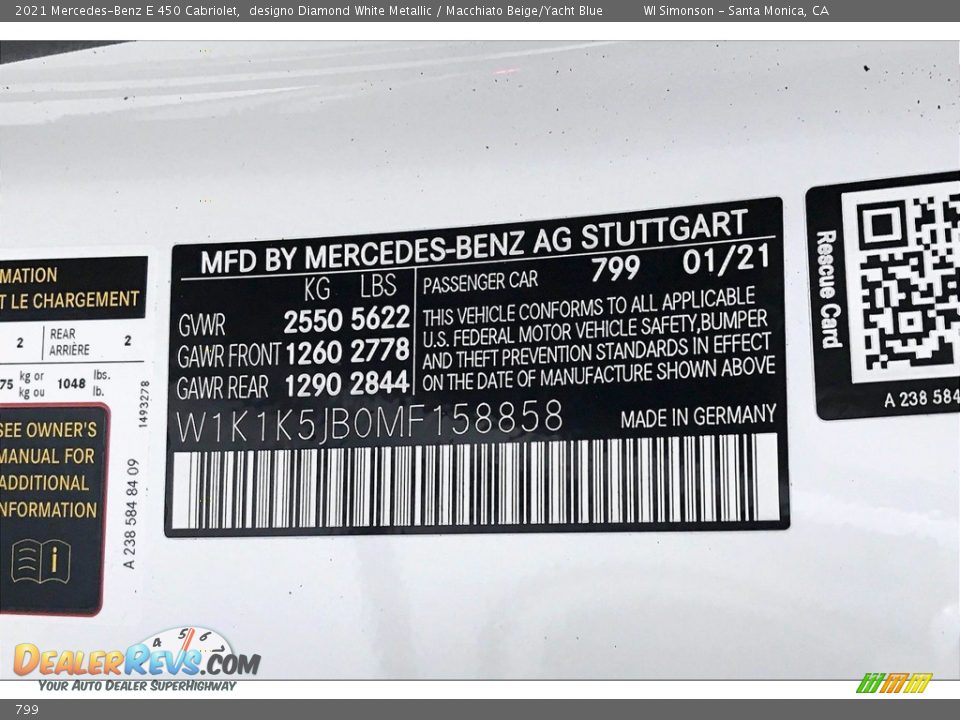 2021 Mercedes-Benz E 450 Cabriolet, designo Diamond White Metallic / Macchiato Beige/Yacht Blue WI Simonson - Santa Monica, CA
MATION
T LE CHARGEMENT
2 REAR ARRIÈRE 2
75 kg or kg ou 1048 lbs. lb.
SEE OWNER'S
MANUAL FOR
ADDITIONAL
NFORMATION
i
1493278
A 238 584 84 09
MFD BY MERCEDES-BENZ AG STUTTGART
KG LBS
GVWR 2550 5622
GAWR FRONT 1260 2778
GAWR REAR 1290 2844
PASSENGER CAR 799 01/21
THIS VEHICLE CONFORMS TO ALL APPLICABLE
U.S. FEDERAL MOTOR VEHICLE SAFETY,BUMPER
AND THEFT PREVENTION STANDARDS IN EFFECT
ON THE DATE OF MANUFACTURE SHOWN ABOVE
W1K1K5JB0MF158858 MADE IN GERMANY
Rescue Card
A 238 584
4 5 6
DealerRevs.com
Your Auto Dealer SuperHighway
799